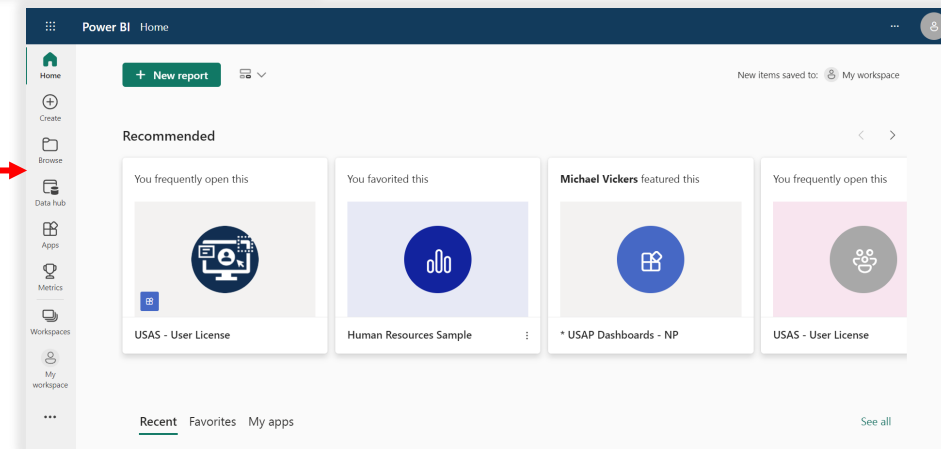 Power BI Home
Home
Create
Browse
Data hub
Apps
Metrics
Workspaces
My
workspace
+ New report
New items saved to: My workspace
Recommended
You frequently open this
USAS - User License
You favorited this
Human Resources Sample
Michael Vickers featured this
* USAP Dashboards - NP
You frequently open this
USAS - User License
Recent Favorites My apps
See all